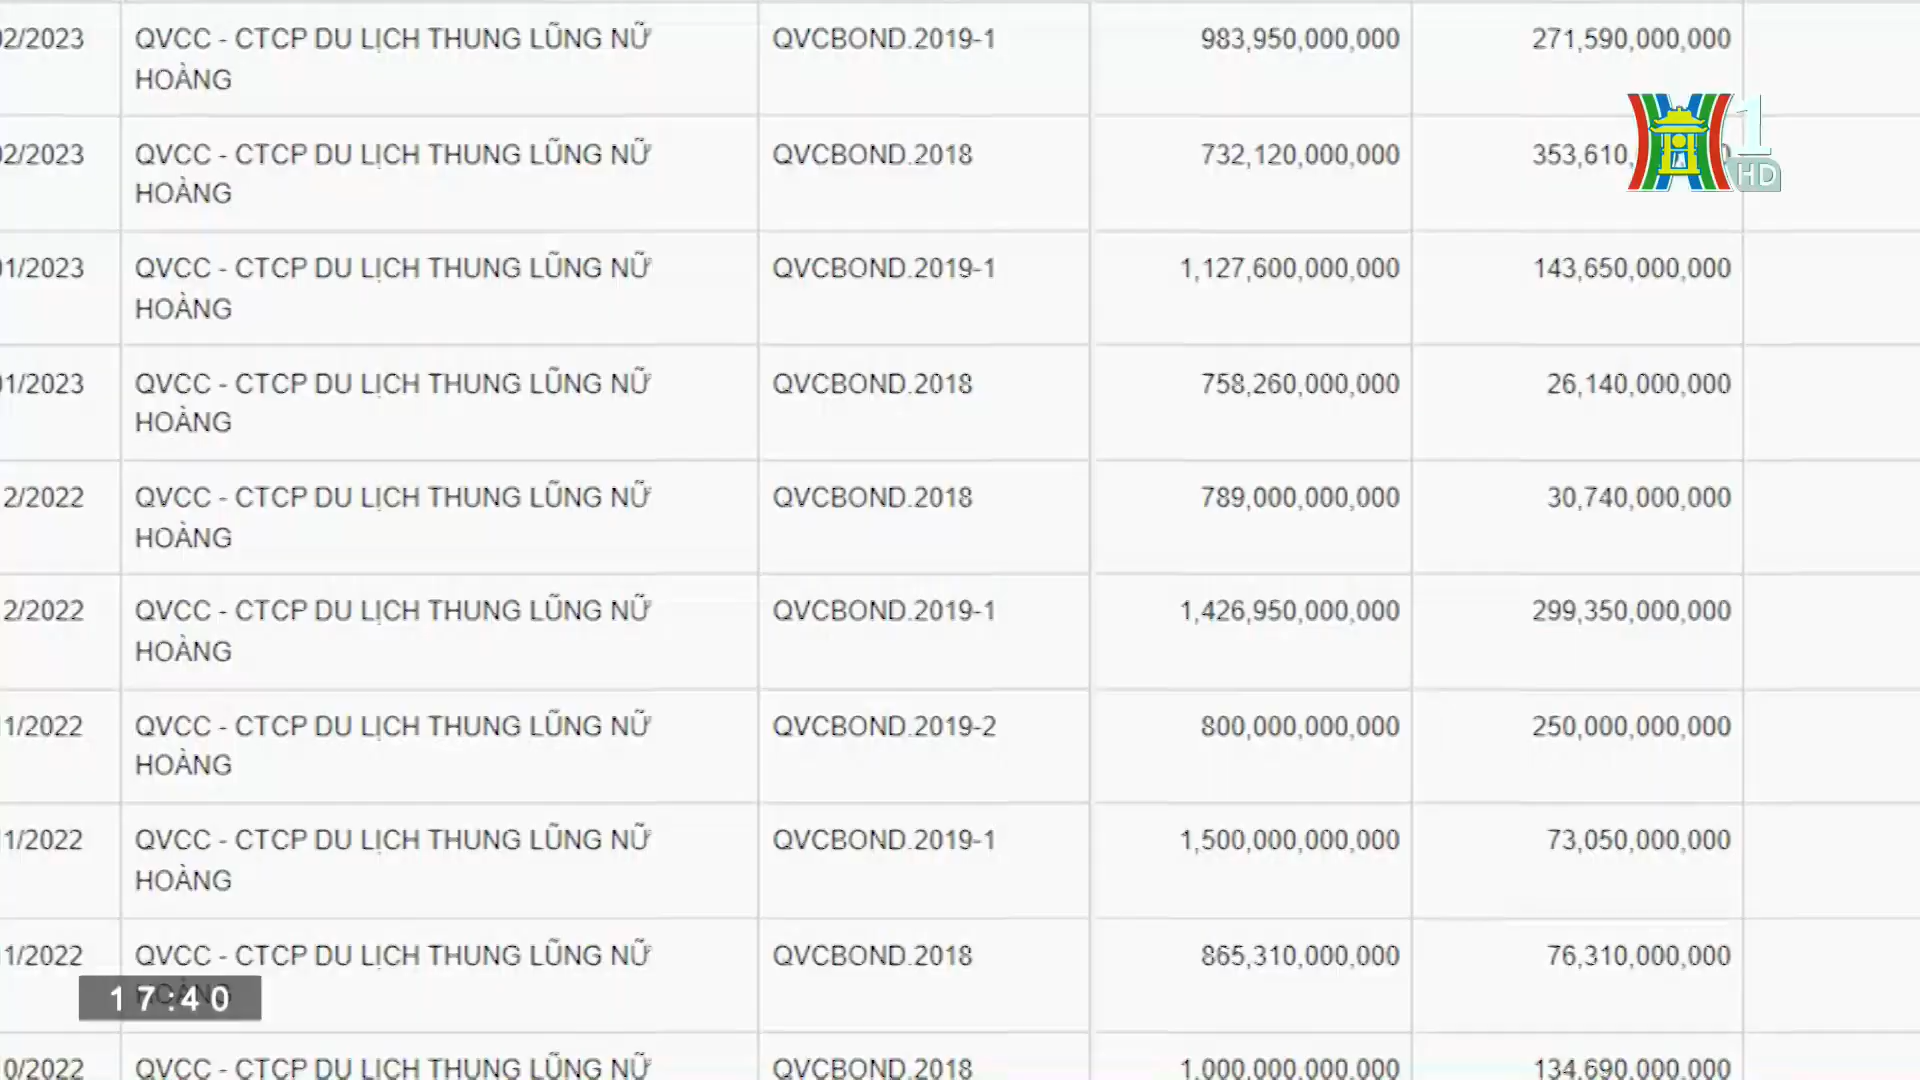 02/2023 QVCC - CTCP DU LỊCH THUNG LŨNG NỮ QVCBOND.2019-1 983,950,000,000 271,590,000,000
HOÀNG
1
HD
02/2023 QVCC - CTCP DU LỊCH THUNG LŨNG NỮ QVCBOND.2018 732,120,000,000 353,610,
HOÀNG
01/2023 QVCC - CTCP DU LỊCH THUNG LŨNG NỮ QVCBOND.2019-1 1,127,600,000,000 143,650,000,000
HOÀNG
01/2023 QVCC - CTCP DU LỊCH THUNG LŨNG NỮ QVCBOND.2018 758,260,000,000 26,140,000,000
HOÀNG
2/2022 QVCC - CTCP DU LỊCH THUNG LŨNG NỮ QVCBOND.2018 789,000,000,000 30,740,000,000
HOÀNG
2/2022 QVCC - CTCP DU LỊCH THUNG LŨNG NỮ QVCBOND.2019-1 1,426,950,000,000 299,350,000,000
HOÀNG
1/2022 QVCC - CTCP DU LỊCH THUNG LŨNG NỮ QVCBOND.2019-2 800,000,000,000 250,000,000,000
HOÀNG
1/2022 QVCC - CTCP DU LỊCH THUNG LŨNG NỮ QVCBOND.2019-1 1,500,000,000,000 73,050,000,000
HOÀNG
1/2022 QVCC - CTCP DU LỊCH THUNG LŨNG NỮ QVCBOND.2018 865,310,000,000 76,310,000,000
HOÀNG
17:40
0/2022 QVCC - CTCP DU LỊCH THUNG LŨNG NỮ QVCBOND.2018 1,000,000,000,000 134,690,000,000